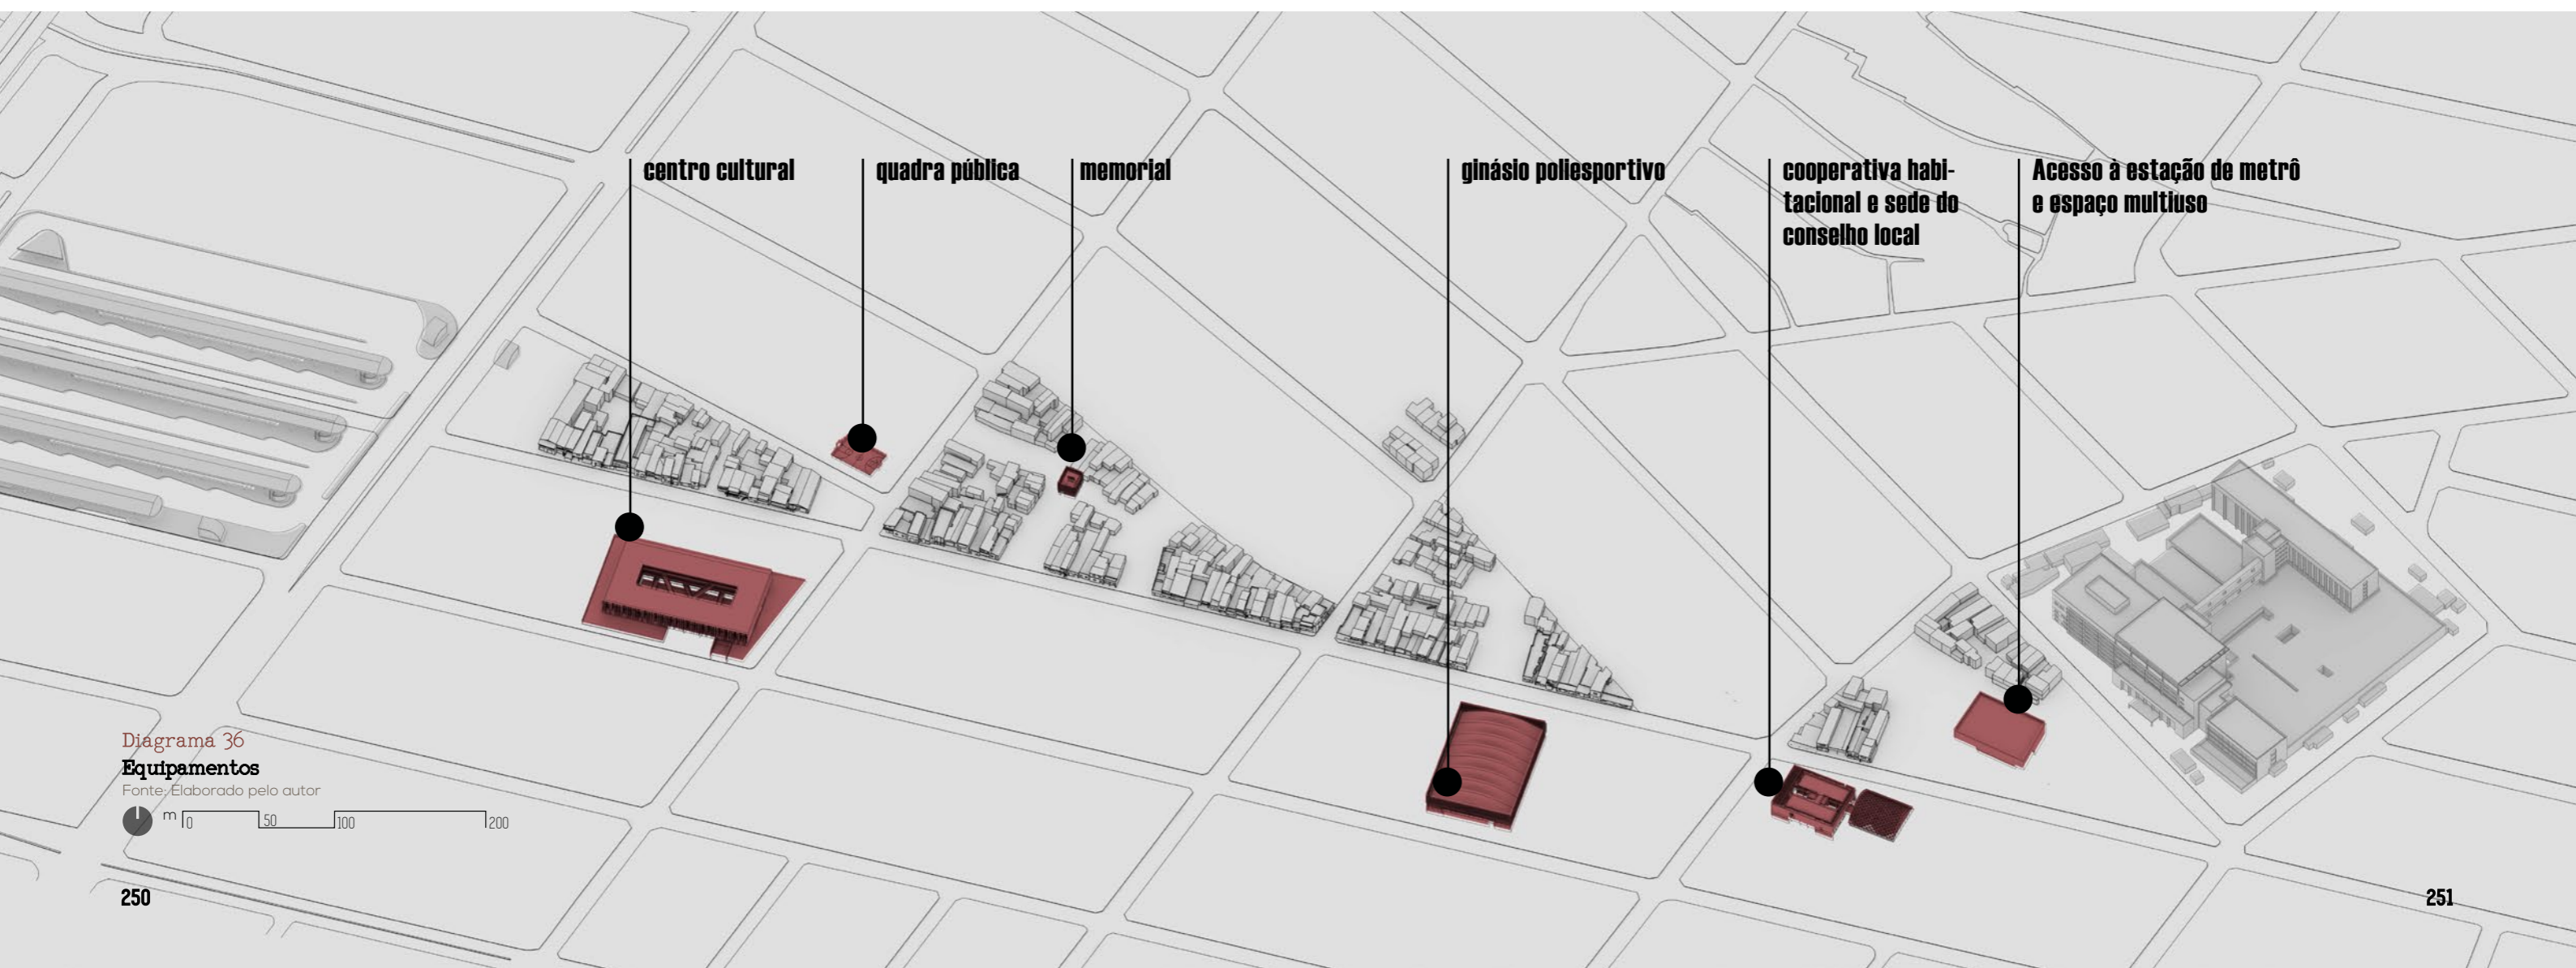 centro cultural
quadra pública
memorial
ginásio poliesportivo
cooperativa habi-
tacional e sede do
conselho local
Acesso à estação de metrô
e espaço multiuso
Diagrama 36
Equipamentos
Fonte: Elaborado pelo autor
m 0 50 100 200
250
251